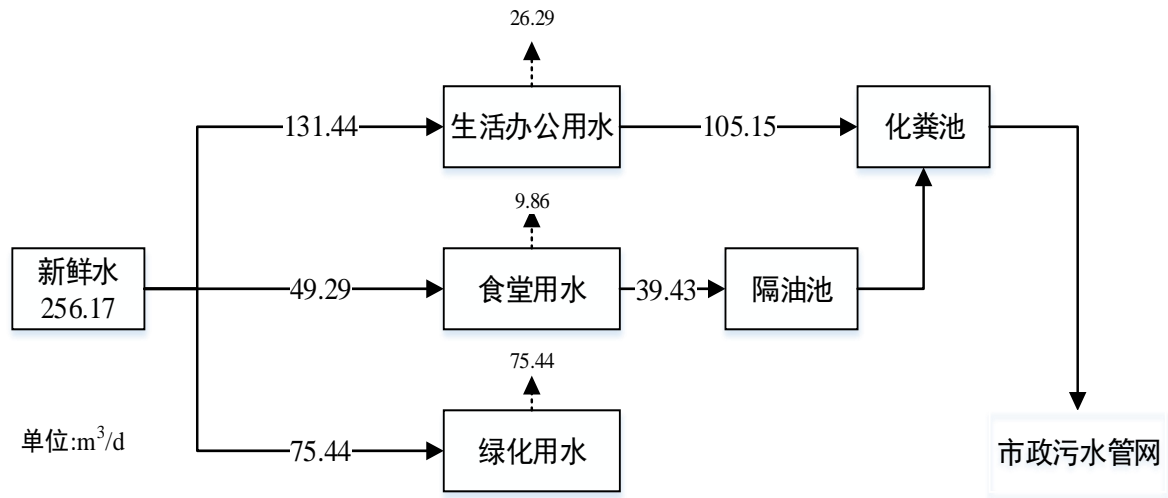 26.29
131.44
生活办公用水
105.15
化粪池
9.86
新鲜水
256.17
49.29
食堂用水
39.43
隔油池
75.44
单位:m³/d
75.44
绿化用水
市政污水管网